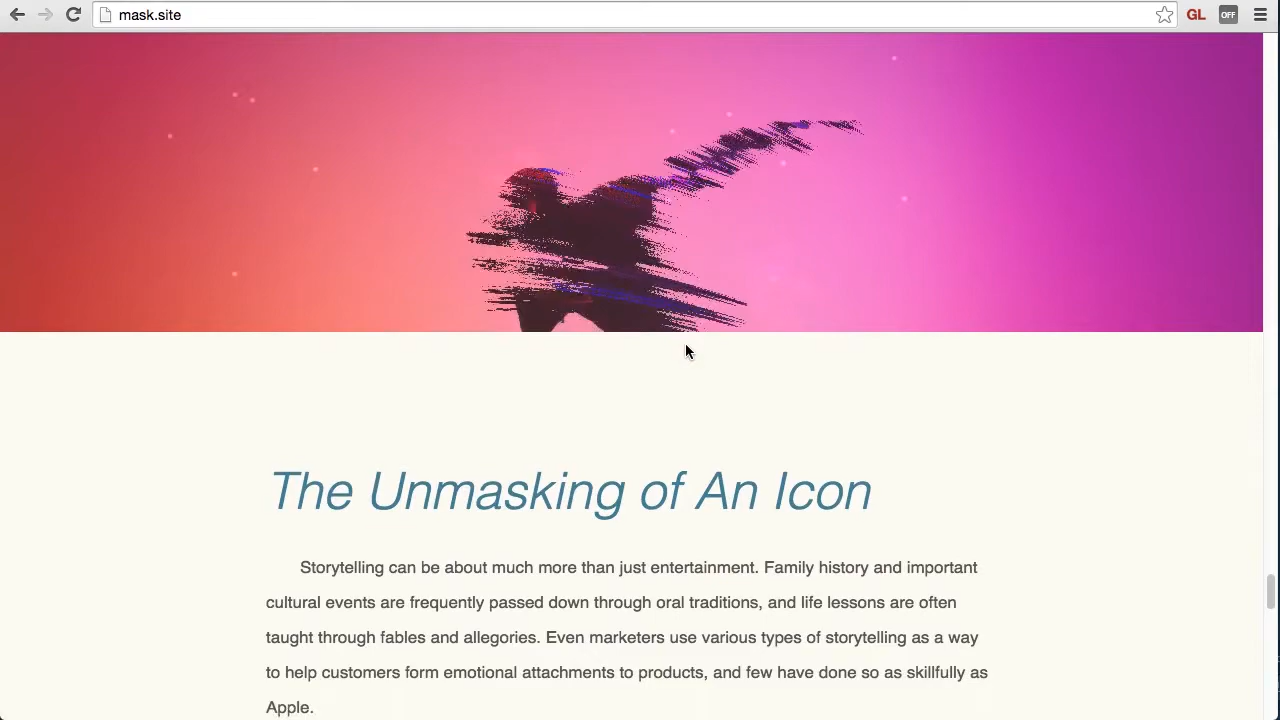 mask.site
GL
OFF
The Unmasking of An Icon
Storytelling can be about much more than just entertainment. Family history and important
cultural events are frequently passed down through oral traditions, and life lessons are often
taught through fables and allegories. Even marketers use various types of storytelling as a way
to help customers form emotional attachments to products, and few have done so as skillfully as
Apple.